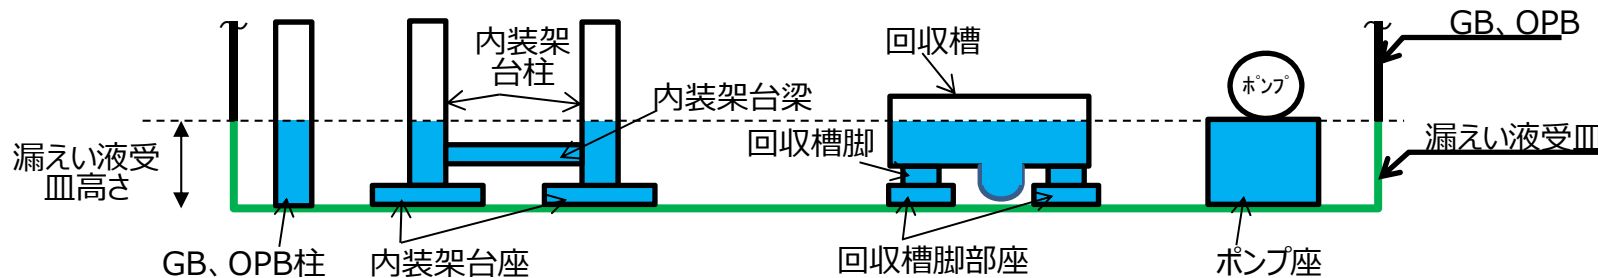 GB、OPB
内装架
台柱
回収槽
ポンプ
内装架台梁
漏えい液受
皿高さ
回収槽脚
漏えい液受皿
GB、OPB柱
内装架台座
回収槽脚部座
ポンプ座